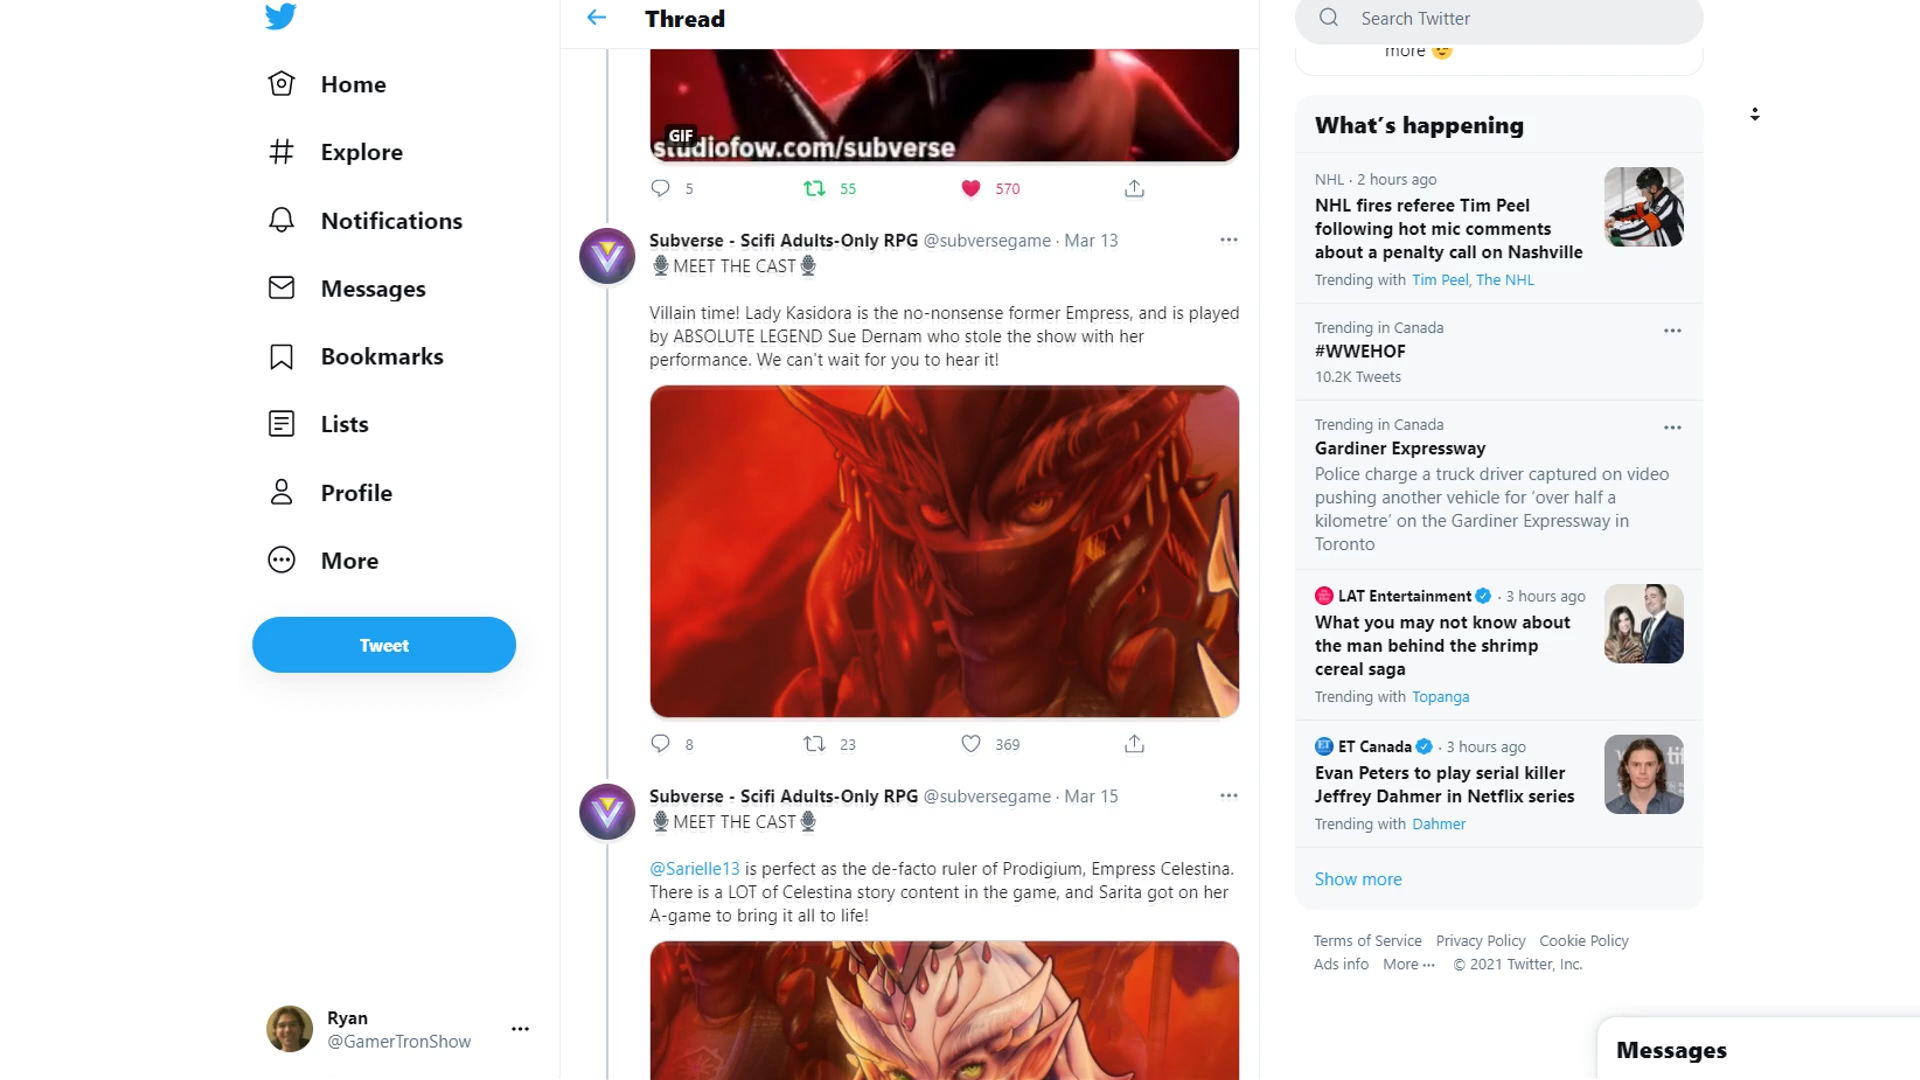 Home
Explore
Notifications
Messages
Bookmarks
Lists
Profile
More
Tweet
Ryan
@GamerTronShow
Thread
GIF
studiofow.com/subverse
5
55
570
Subverse - Scifi Adults-Only RPG @subversegame · Mar 13
MEET THE CAST
Villain time! Lady Kasidora is the no-nonsense former Empress, and is played
by ABSOLUTE LEGEND Sue Dernam who stole the show with her
performance. We can't wait for you to hear it!
8
23
369
Subverse - Scifi Adults-Only RPG @subversegame · Mar 15
MEET THE CAST
@Sarielle13 is perfect as the de-facto ruler of Prodigium, Empress Celestina.
There is a LOT of Celestina story content in the game, and Sarita got on her
A-game to bring it all to life!
Search Twitter
more
What's happening
NHL · 2 hours ago
NHL fires referee Tim Peel
following hot mic comments
about a penalty call on Nashville
Trending with Tim Peel, The NHL
Trending in Canada
#WWEHOF
10.2K Tweets
Trending in Canada
Gardiner Expressway
Police charge a truck driver captured on video
pushing another vehicle for ‘over half a
kilometre’ on the Gardiner Expressway in
Toronto
LAT Entertainment · 3 hours ago
What you may not know about
the man behind the shrimp
cereal saga
Trending with Topanga
ET Canada · 3 hours ago
Evan Peters to play serial killer
Jeffrey Dahmer in Netflix series
Trending with Dahmer
Show more
Terms of Service Privacy Policy Cookie Policy
Ads info More ··· © 2021 Twitter, Inc.
Messages